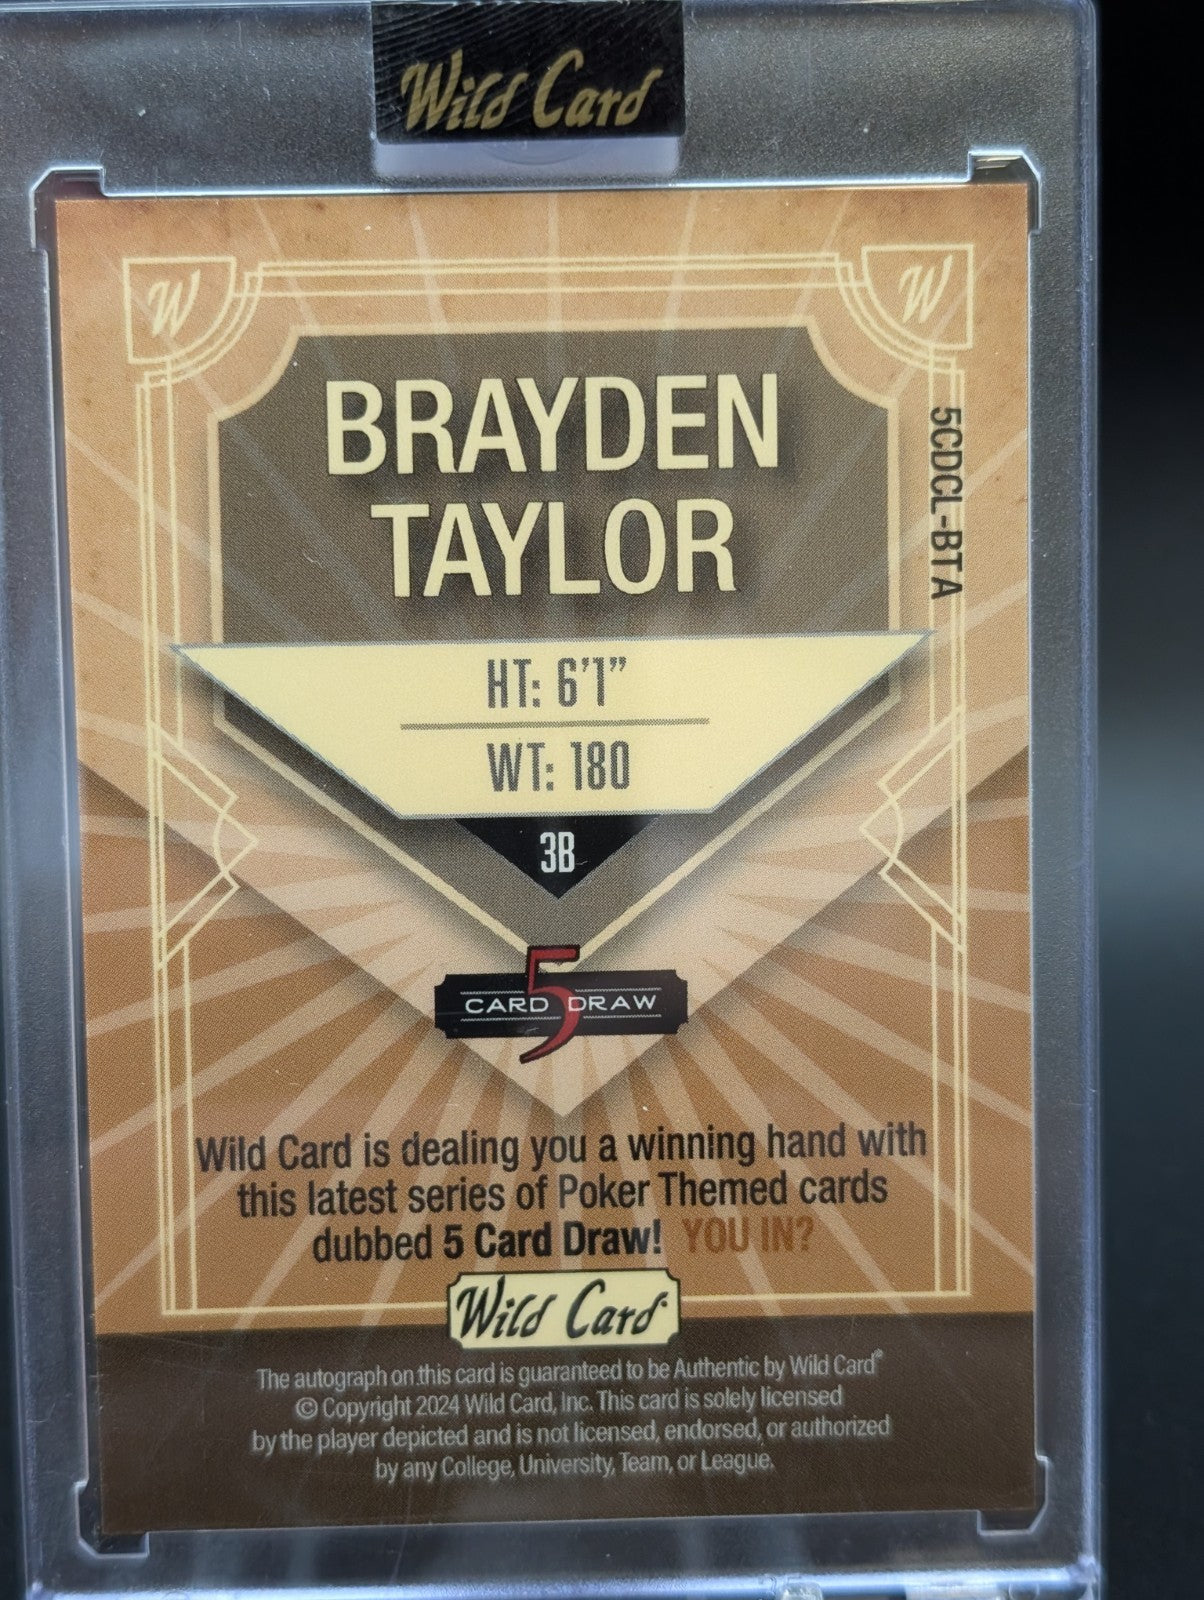 Wild Card
W
W
BRAYDEN
TAYLOR
5CDCL-BTA
HT: 6'1"
WT: 180
3B
5
CARD DRAW
Wild Card is dealing you a winning hand with
this latest series of Poker Themed cards
dubbed 5 Card Draw! YOU IN?
Wild Card
The autograph on this card is guaranteed to be Authentic by Wild Card®
© Copyright 2024 Wild Card, Inc. This card is solely licensed
by the player depicted and is not licensed, endorsed, or authorized
by any College, University, Team, or League.